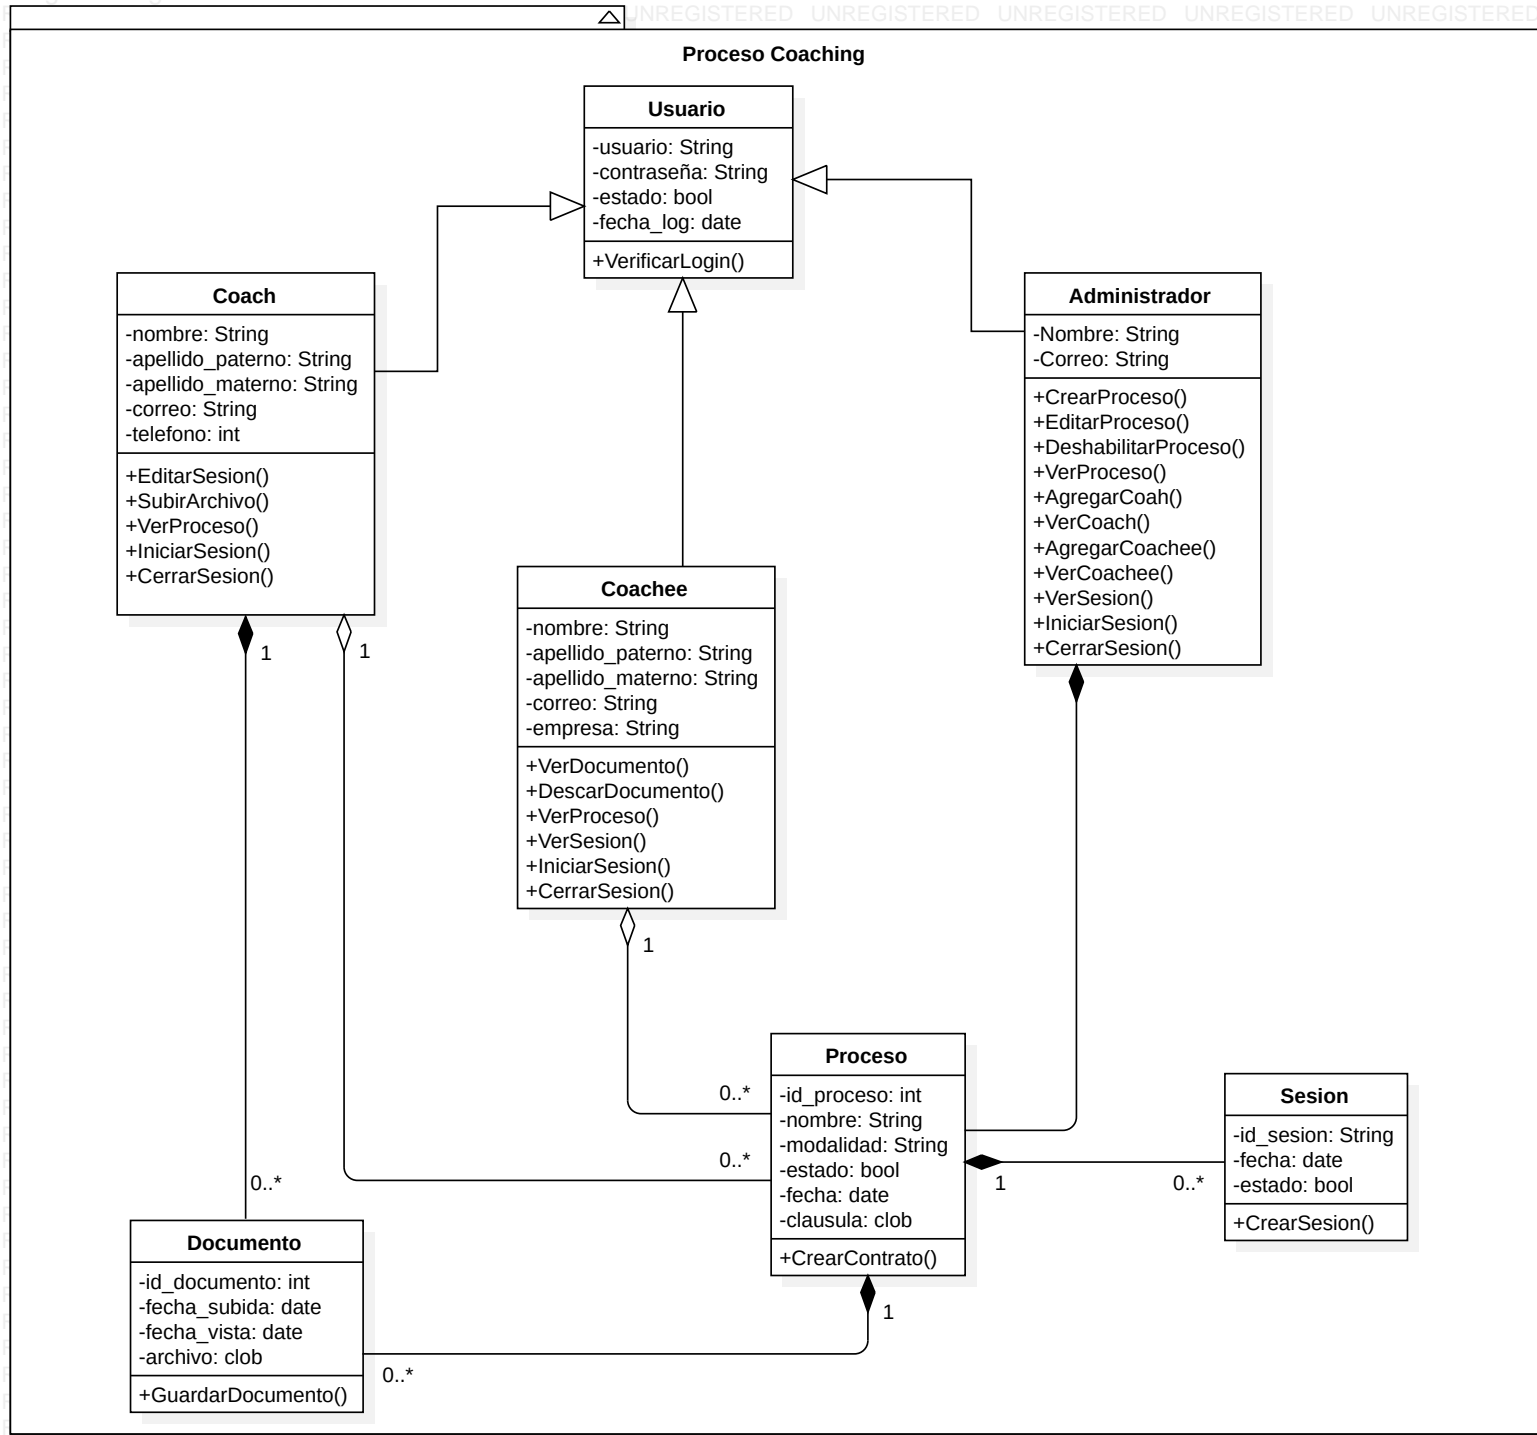 UNREGISTERED UNREGISTERED UNREGISTERED UNREGISTERED UNREGISTERED
Proceso Coaching
Usuario
-usuario: String
-contraseña: String
-estado: bool
-fecha_log: date
+VerificarLogin()
Coach
-nombre: String
-apellido_paterno: String
-apellido_materno: String
-correo: String
-telefono: int
+EditarSesion()
+SubirArchivo()
+VerProceso()
+IniciarSesion()
+CerrarSesion()
1
1
Administrador
-Nombre: String
-Correo: String
+CrearProceso()
+EditarProceso()
+DeshabilitarProceso()
+VerProceso()
+AgregarCoah()
+VerCoach()
+AgregarCoachee()
+VerCoachee()
+VerSesion()
+IniciarSesion()
+CerrarSesion()
Coachee
-nombre: String
-apellido_paterno: String
-apellido_materno: String
-correo: String
-empresa: String
+VerDocumento()
+DescarDocumento()
+VerProceso()
+VerSesion()
+IniciarSesion()
+CerrarSesion()
1
0..*
0..*
Proceso
-id_proceso: int
-nombre: String
-modalidad: String
-estado: bool
-fecha: date
-clausula: clob
+CrearContrato()
1
0..*
Sesion
-id_sesion: String
-fecha: date
-estado: bool
+CrearSesion()
0..*
Documento
-id_documento: int
-fecha_subida: date
-fecha_vista: date
-archivo: clob
+GuardarDocumento()
1
0..*